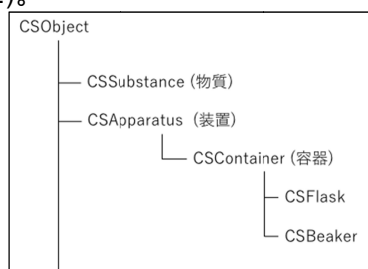 CSObject
CSSubstance (物質)
CSApparatus (装置)
CSContainer (容器)
CSFlask
CSBeaker